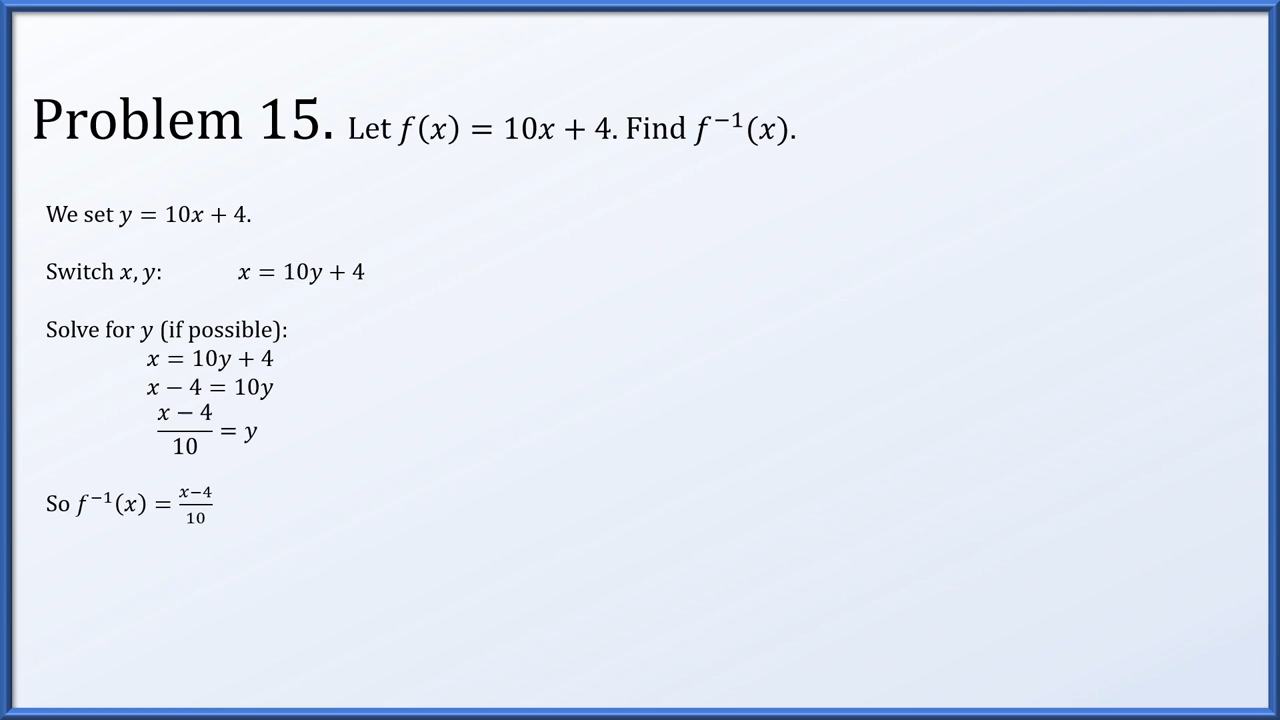 Problem 15. Let f(x) = 10x + 4. Find f⁻¹(x).
We set y = 10x + 4.
Switch x, y: x = 10y + 4
Solve for y (if possible):
x = 10y + 4
x − 4 = 10y
(x − 4)/10 = y
So f⁻¹(x) = (x−4)/10